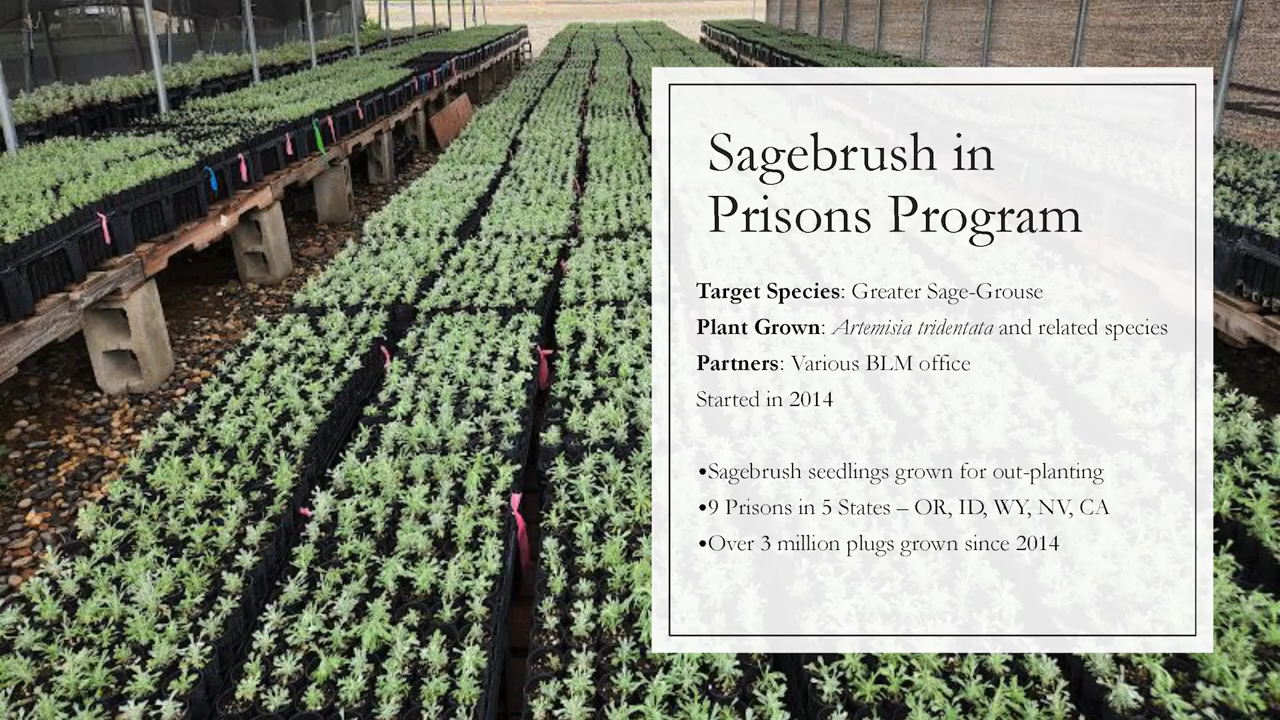 Sagebrush in
Prisons Program
Target Species: Greater Sage-Grouse
Plant Grown: Artemisia tridentata and related species
Partners: Various BLM office
Started in 2014
•Sagebrush seedlings grown for out-planting
•9 Prisons in 5 States – OR, ID, WY, NV, CA
•Over 3 million plugs grown since 2014